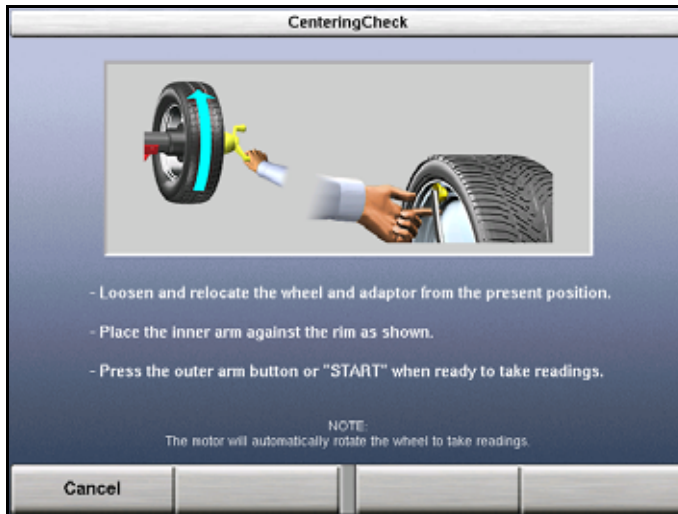 CenteringCheck
- Loosen and relocate the wheel and adaptor from the present position.
- Place the inner arm against the rim as shown.
- Press the outer arm button or "START" when ready to take readings.
NOTE:
The motor will automatically rotate the wheel to take readings.
Cancel